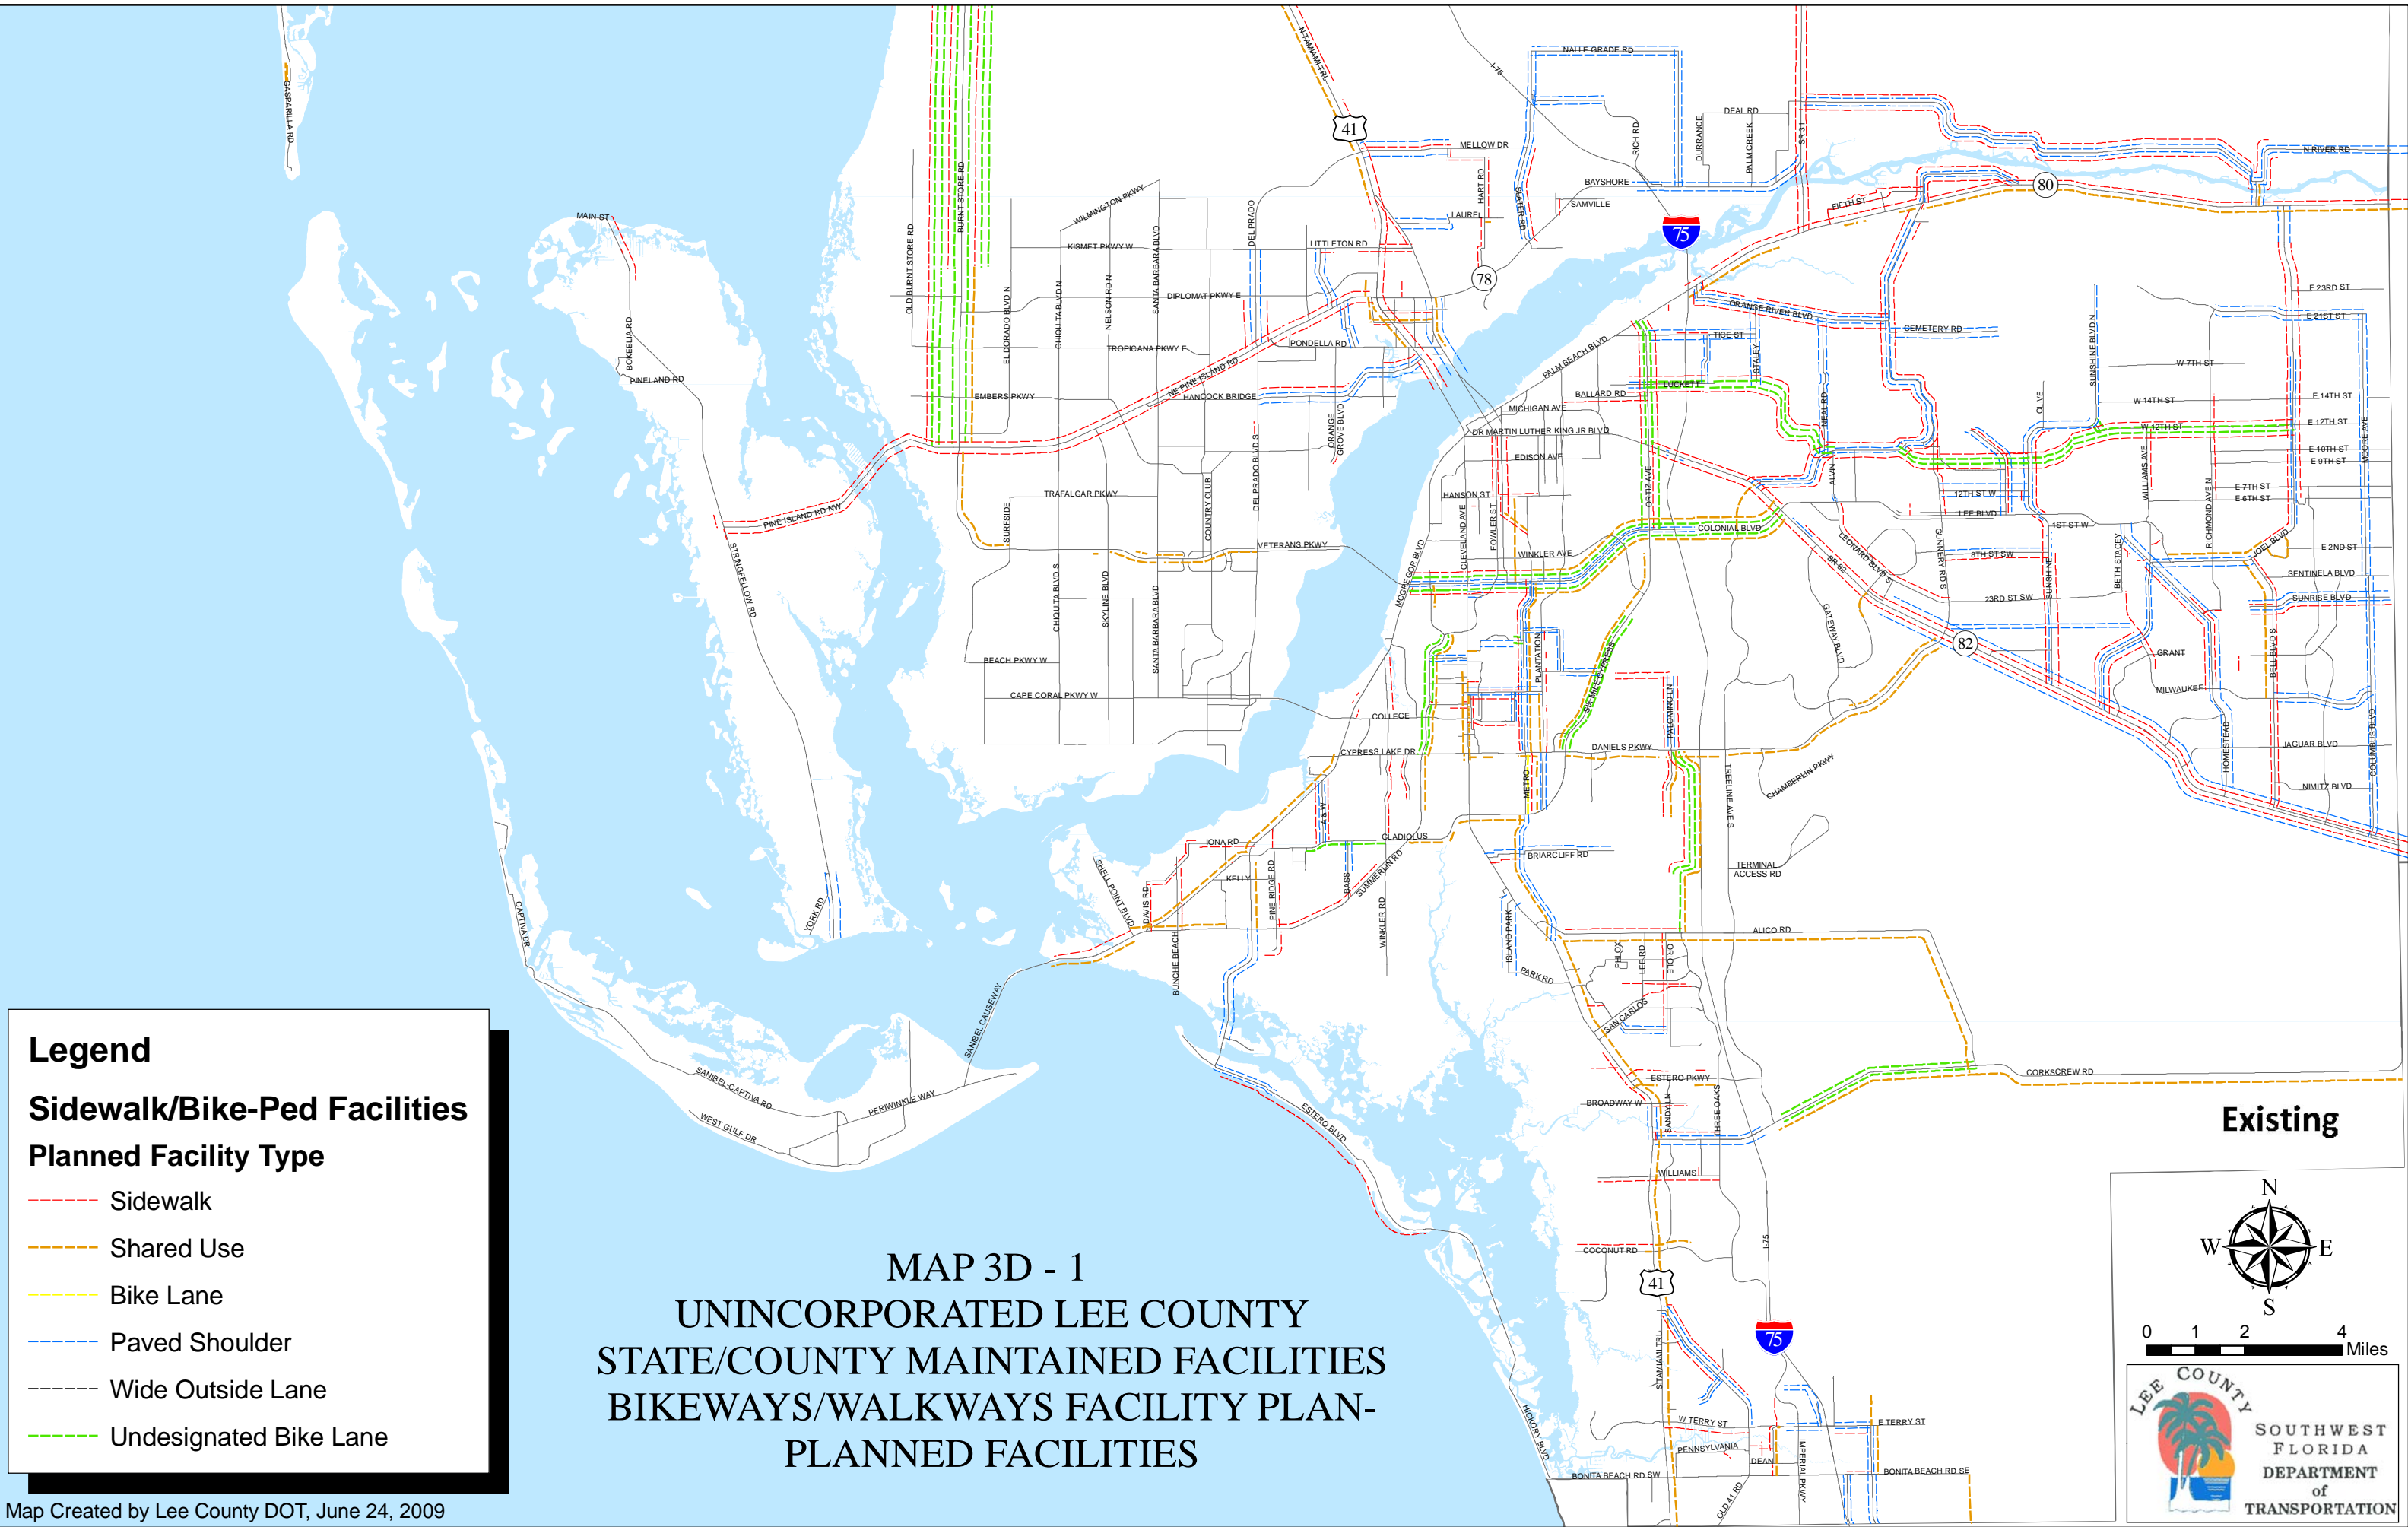 GASPARILLA RD
MAIN ST
BOKEELIA RD
PINELAND RD
STRINGFELLOW RD
PINE ISLAND RD NW
YORK RD
CAPTIVA DR
SANIBEL-CAPTIVA RD
WEST GULF DR
PERIWINKLE WAY
SANIBEL CAUSEWAY
OLD BURNT STORE RD
BURNT STORE RD
EL DORADO BLVD N
CHIQUITA BLVD N
NELSON RD N
SANTA BARBARA BLVD
WILMINGTON PKWY
KISMET PKWY W
DEL PRADO
DIPLOMAT PKWY E
TROPICANA PKWY E
NE PINE ISLAND RD
EMBERS PKWY
HANCOCK BRIDGE
PONDELLA RD
LITTLETON RD
ORANGE
GROVE BLVD
DEL PRADO BLVD S
COUNTRY CLUB
TRAFALGAR PKWY
SURFSIDE
VETERANS PKWY
CHIQUITA BLVD S
SKYLINE BLVD
SANTA BARBARA BLVD
BEACH PKWY W
CAPE CORAL PKWY W
N TAMIAMI TRL
41
MELLOW DR
HART RD
LAUREL
SLATER RD
78
NALLE GRADE RD
I-75
RICH RD
DURRANCE
DEAL RD
PALM CREEK
SR 31
BAYSHORE
SAMVILLE
75
FIFTH ST
80
N RIVER RD
ORANGE RIVER BLVD
CEMETERY RD
TICE ST
STALEY
PALM BEACH BLVD
LUCKETT
BALLARD RD
NEAL RD
MICHIGAN AVE
DR MARTIN LUTHER KING JR BLVD
EDISON AVE
HANSON ST
ORTIZ AVE
CLEVELAND AVE
FOWLER ST
COLONIAL BLVD
WINKLER AVE
MCGREGOR BLVD
ALVIN
12TH ST W
LEE BLVD
LEONARD BLVD S
SR 82
GUNNERY RD S
8TH ST SW
23RD ST SW
GATEWAY BLVD
82
SUNSHINE
SUNSHINE BLVD N
OLIVE
1ST ST W
BETH STACEY
WILLIAMS AVE
RICHMOND AVE N
W 7TH ST
W 14TH ST
W 12TH ST
E 23RD ST
E 21ST ST
E 14TH ST
E 12TH ST
MOORE AVE
E 10TH ST
E 9TH ST
E 7TH ST
E 6TH ST
JOEL BLVD
E 2ND ST
SENTINELA BLVD
SUNRISE BLVD
BELL BLVD S
GRANT
MILWAUKEE
HOMESTEAD
COLUMBUS BLVD
JAGUAR BLVD
NIMITZ BLVD
PLANTATION
SIX MILE CYPRESS
PALOMINO LN
COLLEGE
CYPRESS LAKE DR
DANIELS PKWY
METRO
TREELINE AVE S
CHAMBERLIN PKWY
TERMINAL
ACCESS RD
A & W
GLADIOLUS
BRIARCLIFF RD
IONA RD
KELLY
PINE RIDGE RD
BASS
SUMMERLIN RD
WINKLER RD
SHELL POINT BLVD
DAVIS RD
BUNCHE BEACH
ISLAND PARK
PARK RD
ALICO RD
PHLOX
LEE RD
ORIOLE
SAN CARLOS
ESTERO PKWY
BROADWAY W
SANDY LN
THREE OAKS
CORKSCREW RD
WILLIAMS
ESTERO BLVD
COCONUT RD
I-75
41
75
S TAMIAMI TRL
HICKORY BLVD
W TERRY ST
E TERRY ST
PENNSYLVANIA
DEAN
IMPERIAL PKWY
BONITA BEACH RD SW
BONITA BEACH RD SE
OLD 41 RD
Legend
Sidewalk/Bike-Ped Facilities
Planned Facility Type
Sidewalk
Shared Use
Bike Lane
Paved Shoulder
Wide Outside Lane
Undesignated Bike Lane
Map Created by Lee County DOT, June 24, 2009
MAP 3D - 1
UNINCORPORATED LEE COUNTY
STATE/COUNTY MAINTAINED FACILITIES
BIKEWAYS/WALKWAYS FACILITY PLAN-
PLANNED FACILITIES
Existing
N
W E
S
0 1 2 4
Miles
LEE COUNTY
SOUTHWEST
FLORIDA
DEPARTMENT
of
TRANSPORTATION